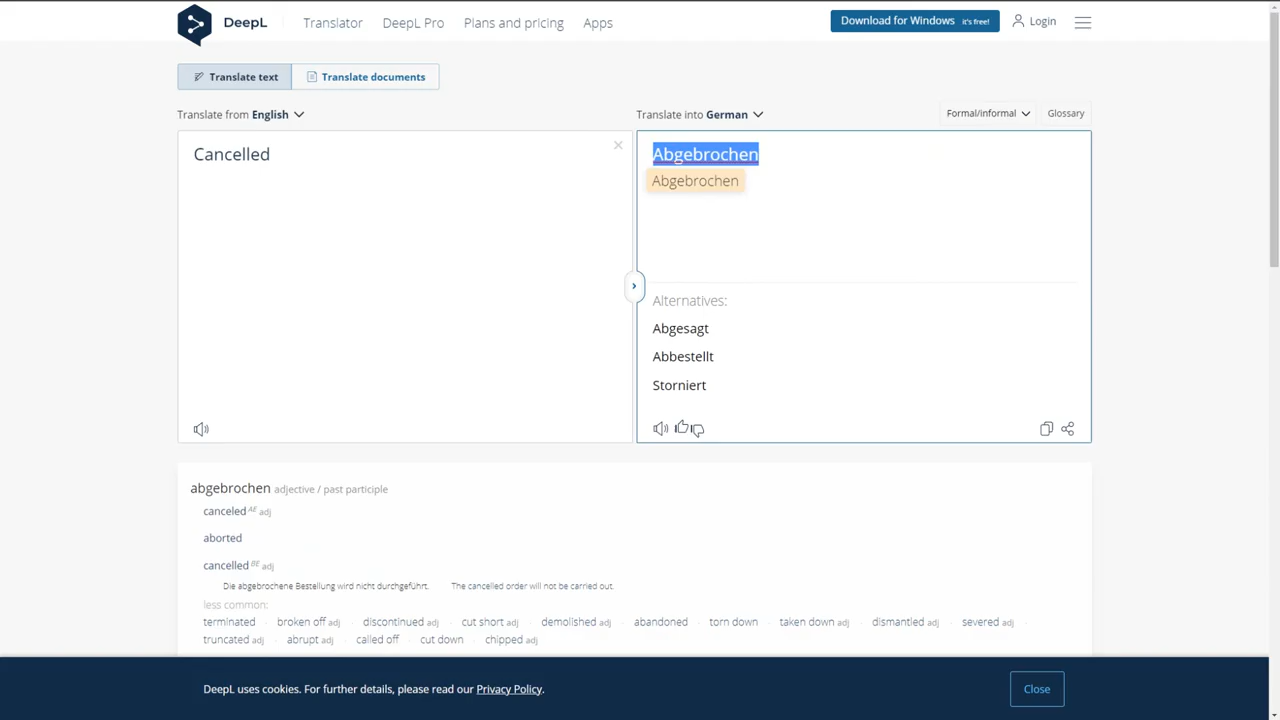 DeepL Translator DeepL Pro Plans and pricing Apps Download for Windows it's free! Login
Translate text Translate documents
Translate from English Translate into German Formal/informal Glossary
Cancelled
Abgebrochen
Abgebrochen
Alternatives:
Abgesagt
Abbestellt
Storniert
abgebrochen adjective / past participle
canceled AE adj
aborted
cancelled BE adj
Die abgebrochene Bestellung wird nicht durchgeführt. The cancelled order will not be carried out.
less common:
terminated · broken off adj · discontinued adj · cut short adj · demolished adj · abandoned · torn down · taken down adj · dismantled adj · severed adj ·
truncated adj · abrupt adj · called off · cut down · chipped adj
DeepL uses cookies. For further details, please read our Privacy Policy. Close